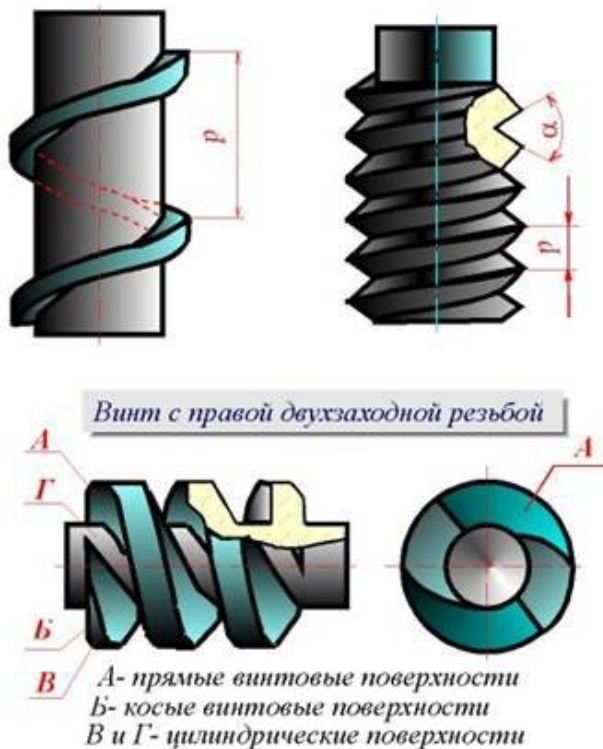 р
α
р
Винт с правой двухзаходной резьбой
А
Г
Б
В
А
А- прямые винтовые поверхности
Б- косые винтовые поверхности
В и Г- цилиндрические поверхности